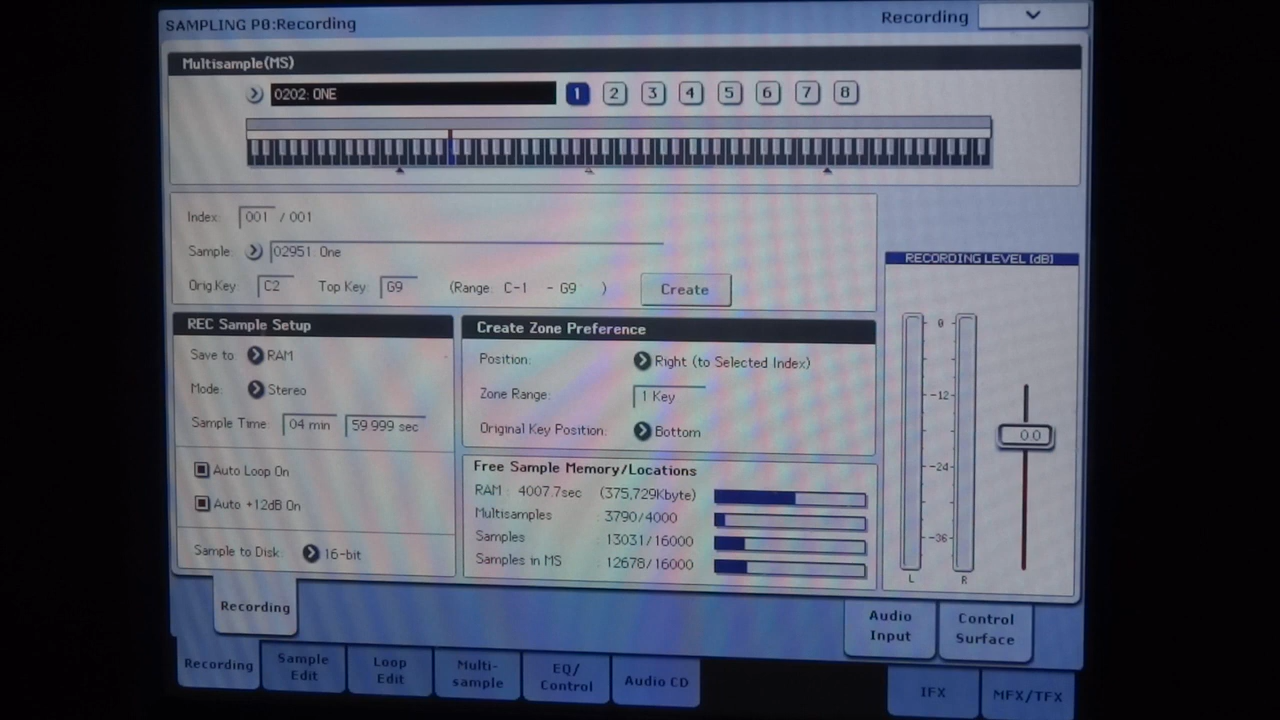 SAMPLING P0:Recording
Recording
Multisample(MS)
0202: ONE
1 2 3 4 5 6 7 8
Index: 001 / 001
Sample: 02951: One
Orig.Key: C2 Top Key: G9 (Range: C-1 - G9 ) Create
RECORDING LEVEL [dB]
REC Sample Setup
Save to: RAM
Mode: Stereo
Sample Time: 04 min 59.999 sec
Auto Loop On
Auto +12dB On
Sample to Disk: 16-bit
Create Zone Preference
Position: Right (to Selected Index)
Zone Range: 1 Key
Original Key Position: Bottom
Free Sample Memory/Locations
RAM : 4007.7sec (375,729Kbyte)
Multisamples : 3790/4000
Samples : 13031/16000
Samples in MS : 12678/16000
0
-12
-24
-36
L R
0.0
Recording
Audio Input
Control Surface
Recording
Sample Edit
Loop Edit
Multi-sample
EQ/Control
Audio CD
IFX
MFX/TFX